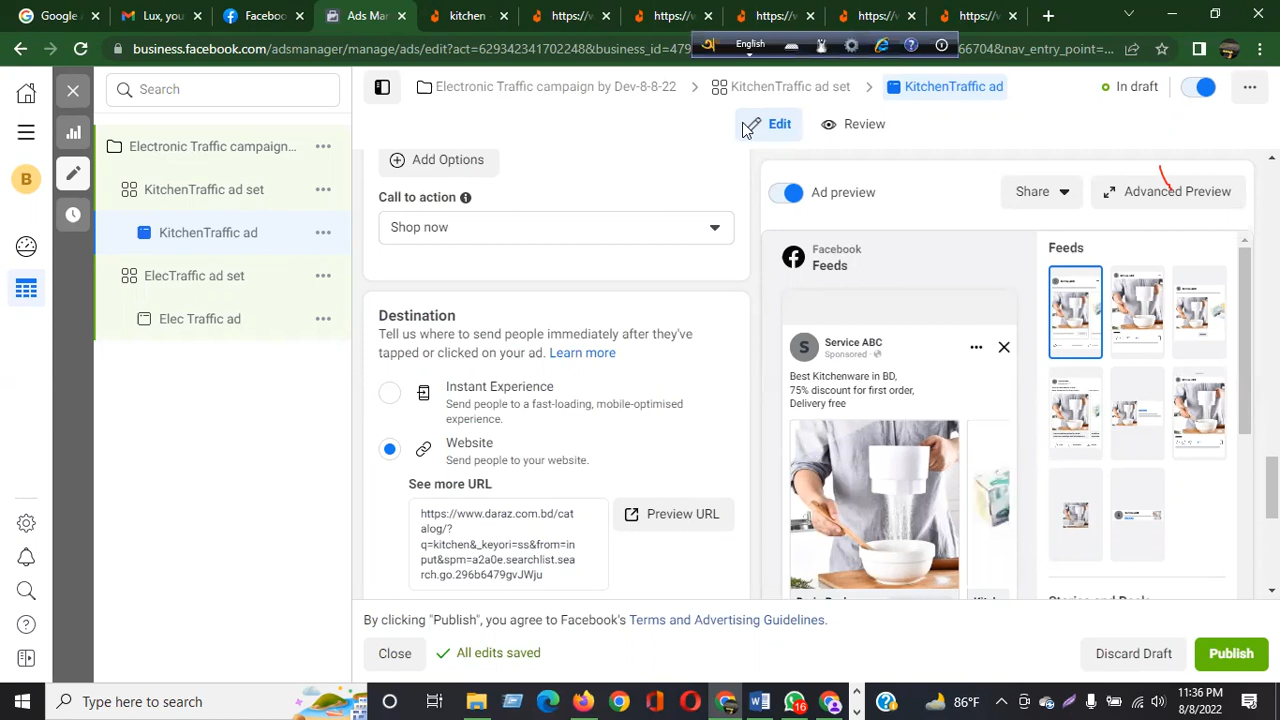 Google
Lux, your
Facebook
Ads Man
kitchen -
https://w
https://w
https://w
https://w
https://w
business.facebook.com/adsmanager/manage/ads/edit?act=629342341702248&business_id=479
66704&nav_entry_point=...
English
Search
Electronic Traffic campaign by Dev-8-8-22
KitchenTraffic ad set
KitchenTraffic ad
In draft
Edit
Review
Electronic Traffic campaign...
KitchenTraffic ad set
KitchenTraffic ad
ElecTraffic ad set
Elec Traffic ad
B
Add Options
Call to action
Shop now
Destination
Tell us where to send people immediately after they've
tapped or clicked on your ad. Learn more
Instant Experience
Send people to a fast-loading, mobile-optimised
experience.
Website
Send people to your website.
See more URL
https://www.daraz.com.bd/cat
alog/?
q=kitchen&_keyori=ss&from=in
put&spm=a2a0e.searchlist.sea
rch.go.296b6479gvJWju
Preview URL
Ad preview
Share
Advanced Preview
Facebook
Feeds
S
Service ABC
Sponsored ·
Best Kitchenware in BD,
75% discount for first order,
Delivery free
Feeds
Stories and Reels
By clicking "Publish", you agree to Facebook's Terms and Advertising Guidelines.
Close
All edits saved
Discard Draft
Publish
Type here to search
16
86°F
11:36 PM
8/8/2022